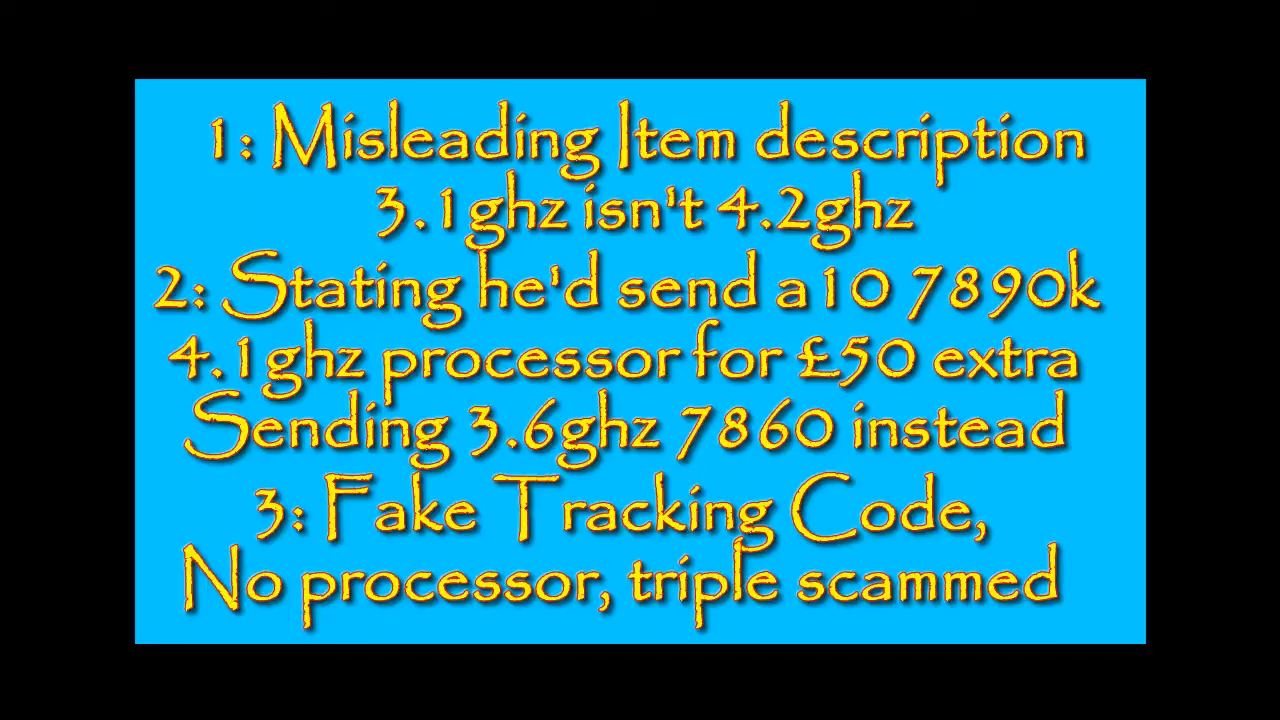 1: Misleading Item description
3.1ghz isn't 4.2ghz
2: Stating he'd send a10 7890k
4.1ghz processor for £50 extra
Sending 3.6ghz 7860 instead
3: Fake Tracking Code,
No processor, triple scammed